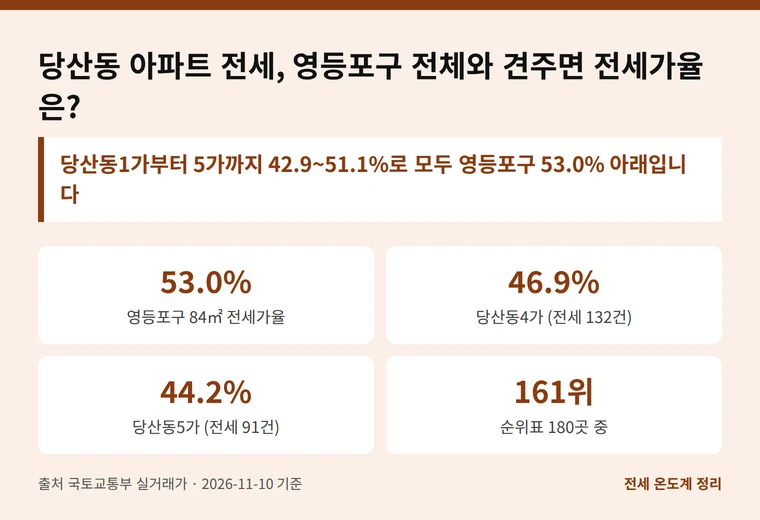 당산동 아파트 전세, 영등포구 전체와 견주면 전세가율
은?
당산동1가부터 5가까지 42.9~51.1%로 모두 영등포구 53.0% 아래입니
다
53.0%
영등포구 84㎡ 전세가율
46.9%
당산동4가 (전세 132건)
44.2%
당산동5가 (전세 91건)
161위
순위표 180곳 중
출처 국토교통부 실거래가 · 2026-11-10 기준
전세 온도계 정리